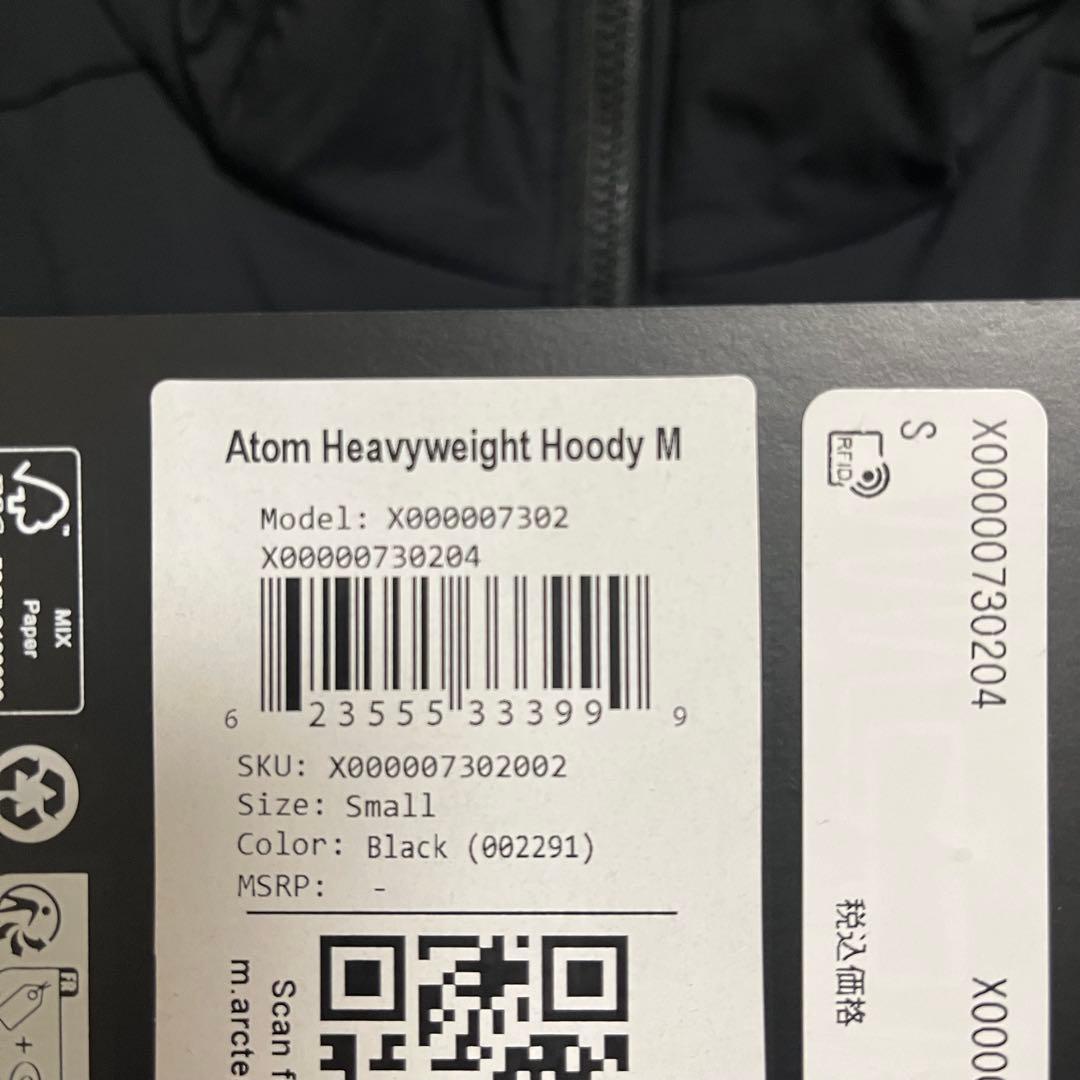 Atom Heavyweight Hoody M
Model: X000007302
X00000730204
6 23555 33399 9
SKU: X000007302002
Size: Small
Color: Black (002291)
MSRP: -
Scan f
m.arcte
X00000730204
S
RFID
税込価格
X000
MIX
Paper
FR
+